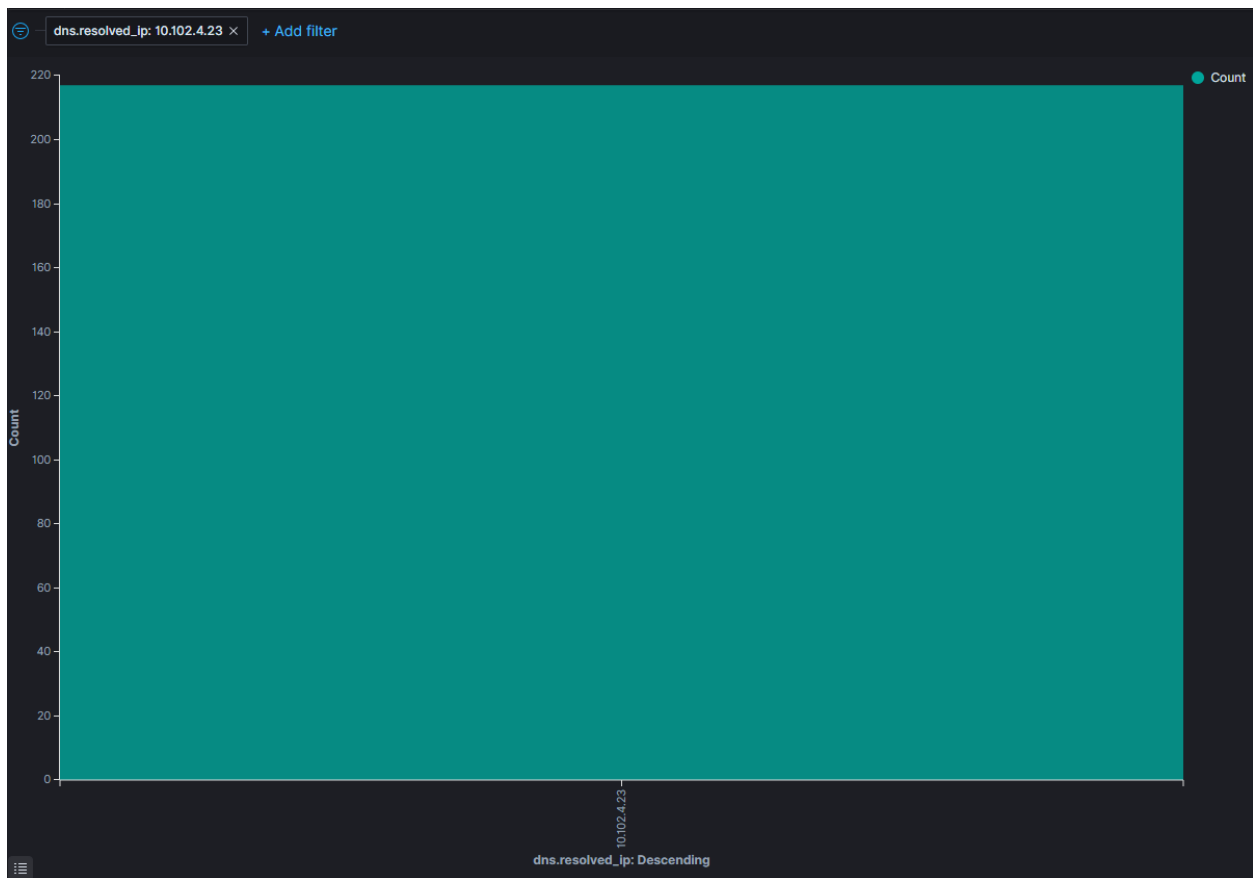 dns.resolved_ip: 10.102.4.23 ×
+ Add filter
220
200
180
160
140
120
100
80
60
40
20
0
Count
Count
10.102.4.23
dns.resolved_ip: Descending